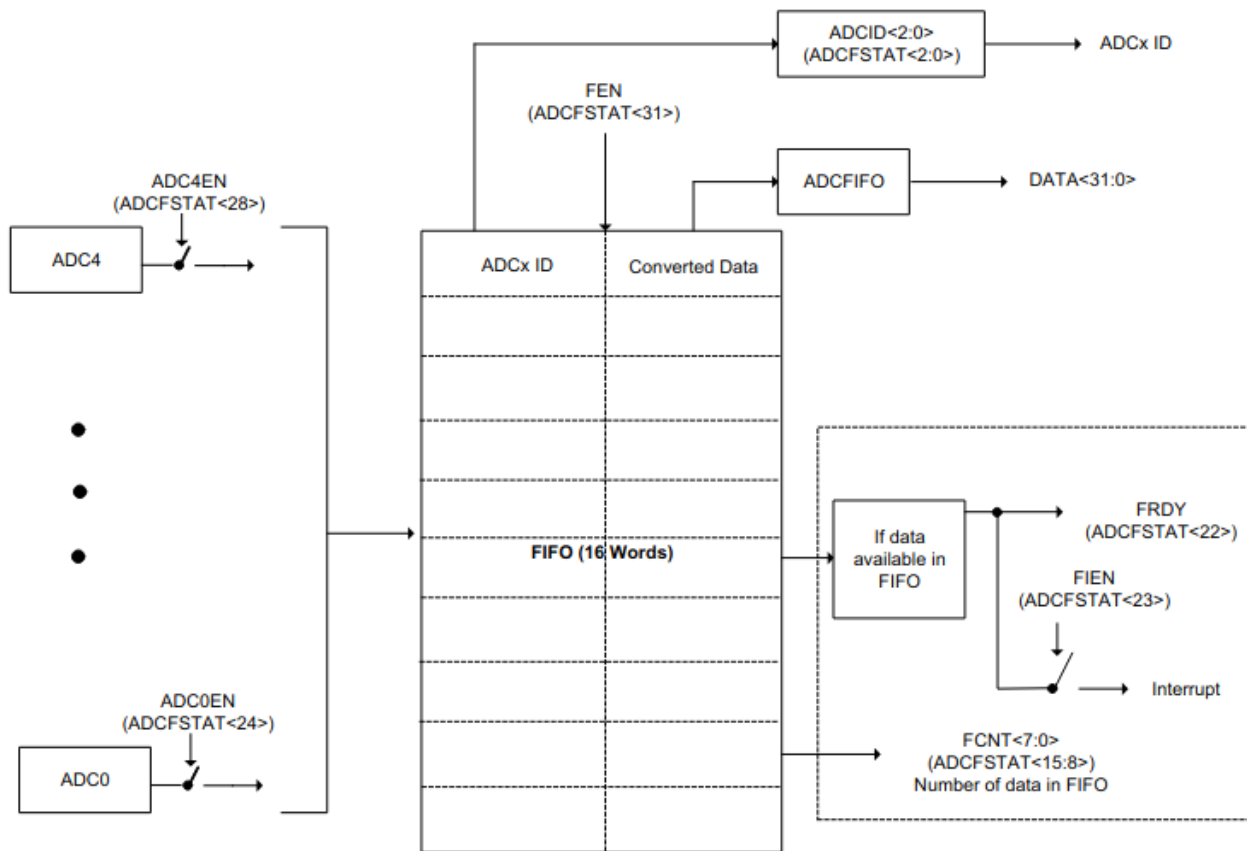 ADCID<2:0>
(ADCFSTAT<2:0>)
ADCx ID
FEN
(ADCFSTAT<31>)
ADCFIFO
DATA<31:0>
ADC4EN
(ADCFSTAT<28>)
ADC4
ADCx ID
Converted Data
FIFO (16 Words)
If data
available in
FIFO
FRDY
(ADCFSTAT<22>)
FIEN
(ADCFSTAT<23>)
Interrupt
ADC0EN
(ADCFSTAT<24>)
ADC0
FCNT<7:0>
(ADCFSTAT<15:8>)
Number of data in FIFO